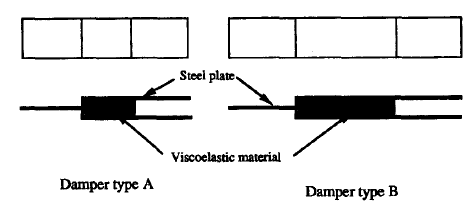 Steel plate
Viscoelastic material
Damper type A
Damper type B